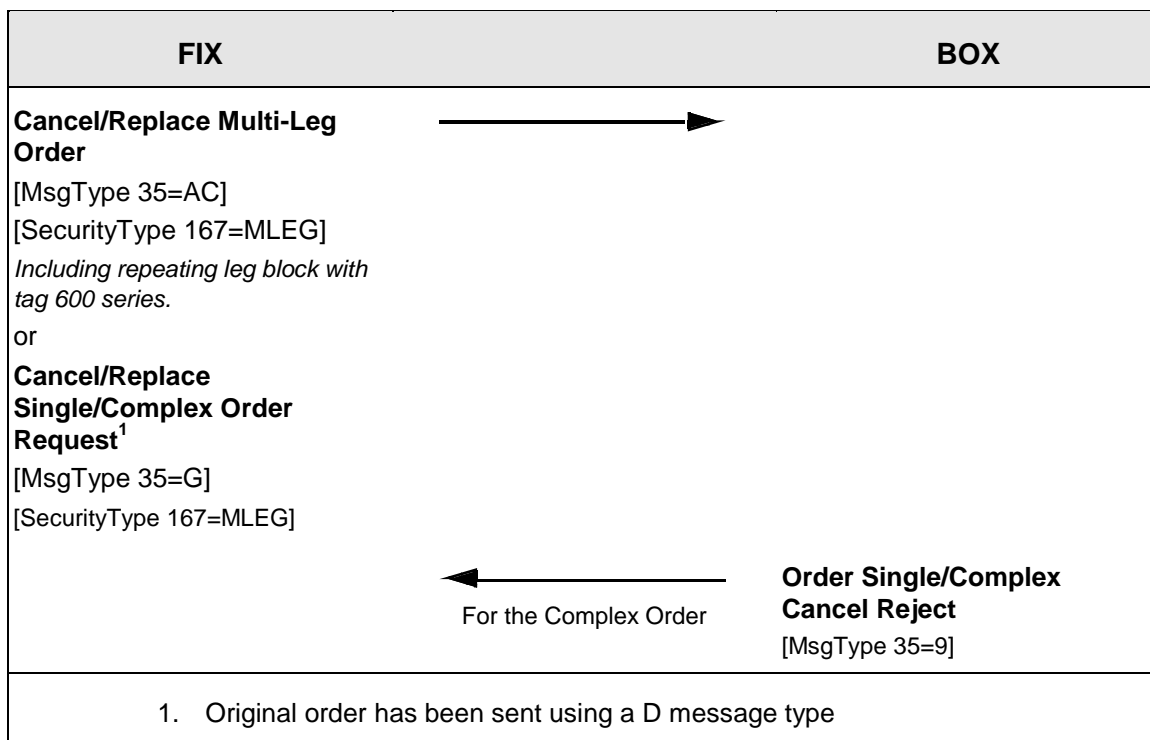 FIX
BOX
Cancel/Replace Multi-Leg
Order
[MsgType 35=AC]
[SecurityType 167=MLEG]
Including repeating leg block with
tag 600 series.
or
Cancel/Replace
Single/Complex Order
Request1
[MsgType 35=G]
[SecurityType 167=MLEG]
For the Complex Order
Order Single/Complex
Cancel Reject
[MsgType 35=9]
1. Original order has been sent using a D message type